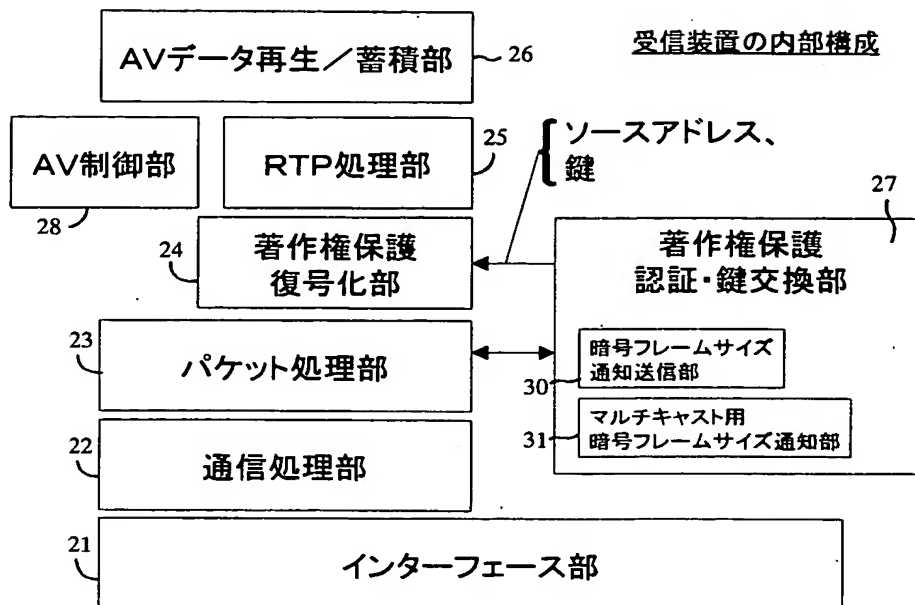 受信装置の内部構成
AVデータ再生／蓄積部
26
AV制御部
28
RTP処理部
25
ソースアドレス、
鍵
27
24
著作権保護
復号化部
著作権保護
認証・鍵交換部
23
パケット処理部
暗号フレームサイズ
通知送信部
30
マルチキャスト用
暗号フレームサイズ通知部
31
22
通信処理部
21
インターフェース部